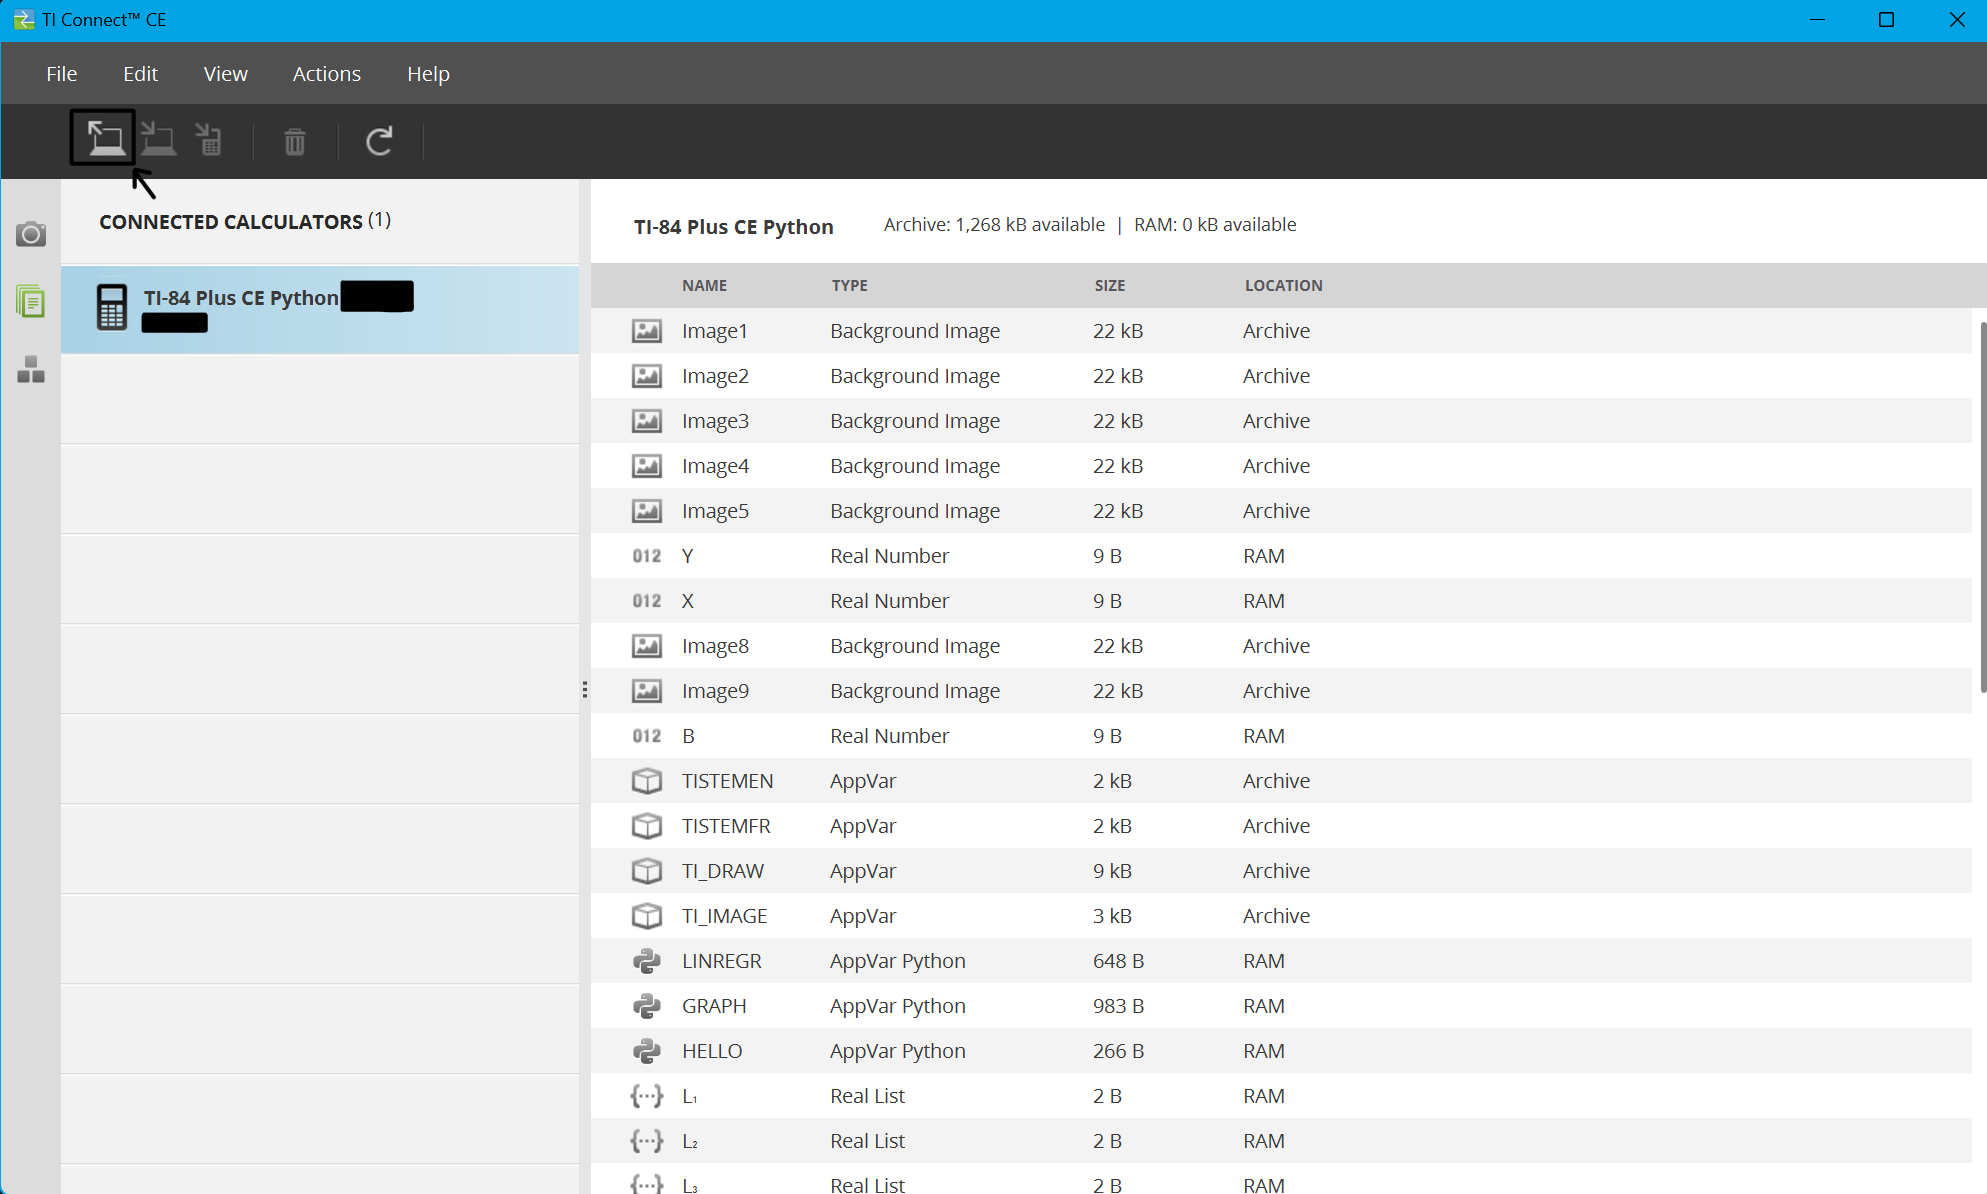 TI Connect™ CE
File Edit View Actions Help
CONNECTED CALCULATORS (1)
TI-84 Plus CE Python
TI-84 Plus CE Python Archive: 1,268 kB available | RAM: 0 kB available
NAME TYPE SIZE LOCATION
Image1 Background Image 22 kB Archive
Image2 Background Image 22 kB Archive
Image3 Background Image 22 kB Archive
Image4 Background Image 22 kB Archive
Image5 Background Image 22 kB Archive
012 Y Real Number 9 B RAM
012 X Real Number 9 B RAM
Image8 Background Image 22 kB Archive
Image9 Background Image 22 kB Archive
012 B Real Number 9 B RAM
TISTEMEN AppVar 2 kB Archive
TISTEMFR AppVar 2 kB Archive
TI_DRAW AppVar 9 kB Archive
TI_IMAGE AppVar 3 kB Archive
LINREGR AppVar Python 648 B RAM
GRAPH AppVar Python 983 B RAM
HELLO AppVar Python 266 B RAM
{···} L₁ Real List 2 B RAM
{···} L₂ Real List 2 B RAM
{···} L₃ Real List 2 B RAM